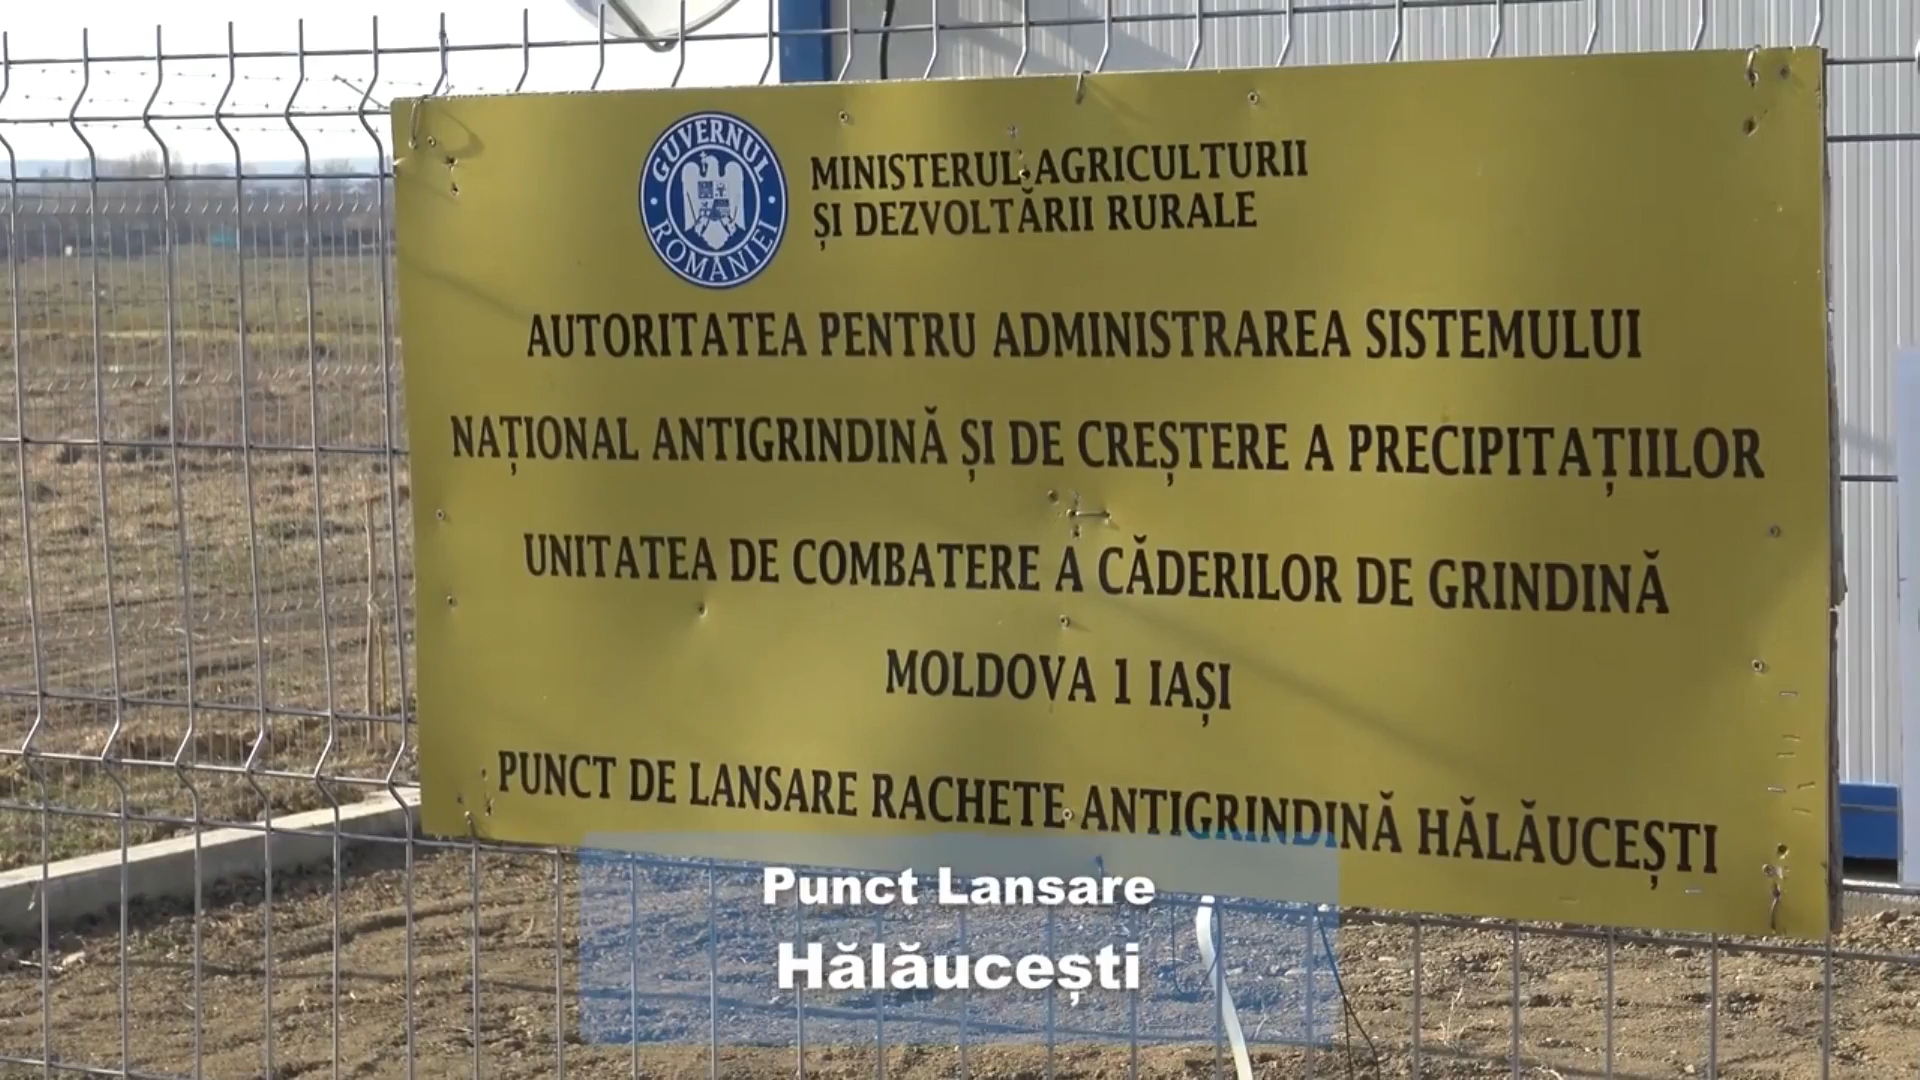 GUVERNUL ROMÂNIEI
MINISTERUL AGRICULTURII
ȘI DEZVOLTĂRII RURALE
AUTORITATEA PENTRU ADMINISTRAREA SISTEMULUI
NAȚIONAL ANTIGRINDINĂ ȘI DE CREȘTERE A PRECIPITAȚIILOR
UNITATEA DE COMBATERE A CĂDERILOR DE GRINDINĂ
MOLDOVA 1 IAȘI
PUNCT DE LANSARE RACHETE ANTIGRINDINĂ HĂLĂUCEȘTI
Punct Lansare
Hălăucești